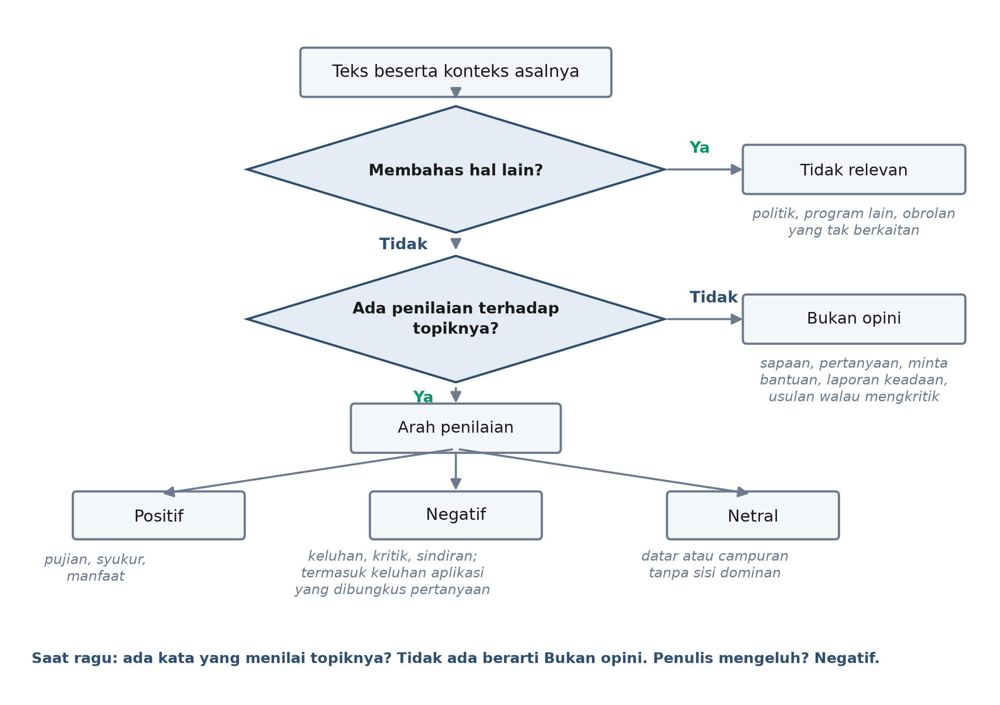 Teks beserta konteks asalnya
Membahas hal lain?
Ya
Tidak relevan
politik, program lain, obrolan
yang tak berkaitan
Tidak
Ada penilaian terhadap
topiknya?
Tidak
Bukan opini
sapaan, pertanyaan, minta
bantuan, laporan keadaan,
usulan walau mengkritik
Ya
Arah penilaian
Positif
pujian, syukur,
manfaat
Negatif
keluhan, kritik, sindiran;
termasuk keluhan aplikasi
yang dibungkus pertanyaan
Netral
datar atau campuran
tanpa sisi dominan
Saat ragu: ada kata yang menilai topiknya? Tidak ada berarti Bukan opini. Penulis mengeluh? Negatif.